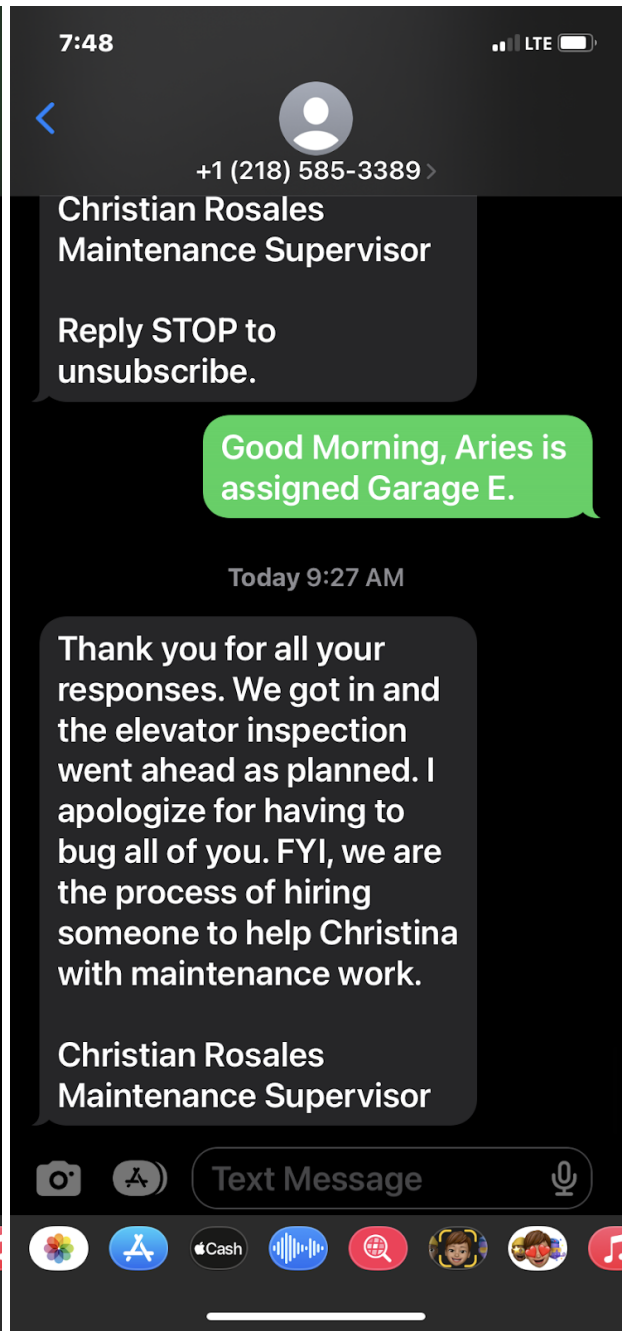 7:48
LTE
+1 (218) 585-3389
Christian Rosales
Maintenance Supervisor
Reply STOP to
unsubscribe.
Good Morning, Aries is
assigned Garage E.
Today 9:27 AM
Thank you for all your
responses. We got in and
the elevator inspection
went ahead as planned. I
apologize for having to
bug all of you. FYI, we are
the process of hiring
someone to help Christina
with maintenance work.
Christian Rosales
Maintenance Supervisor
Text Message
Cash